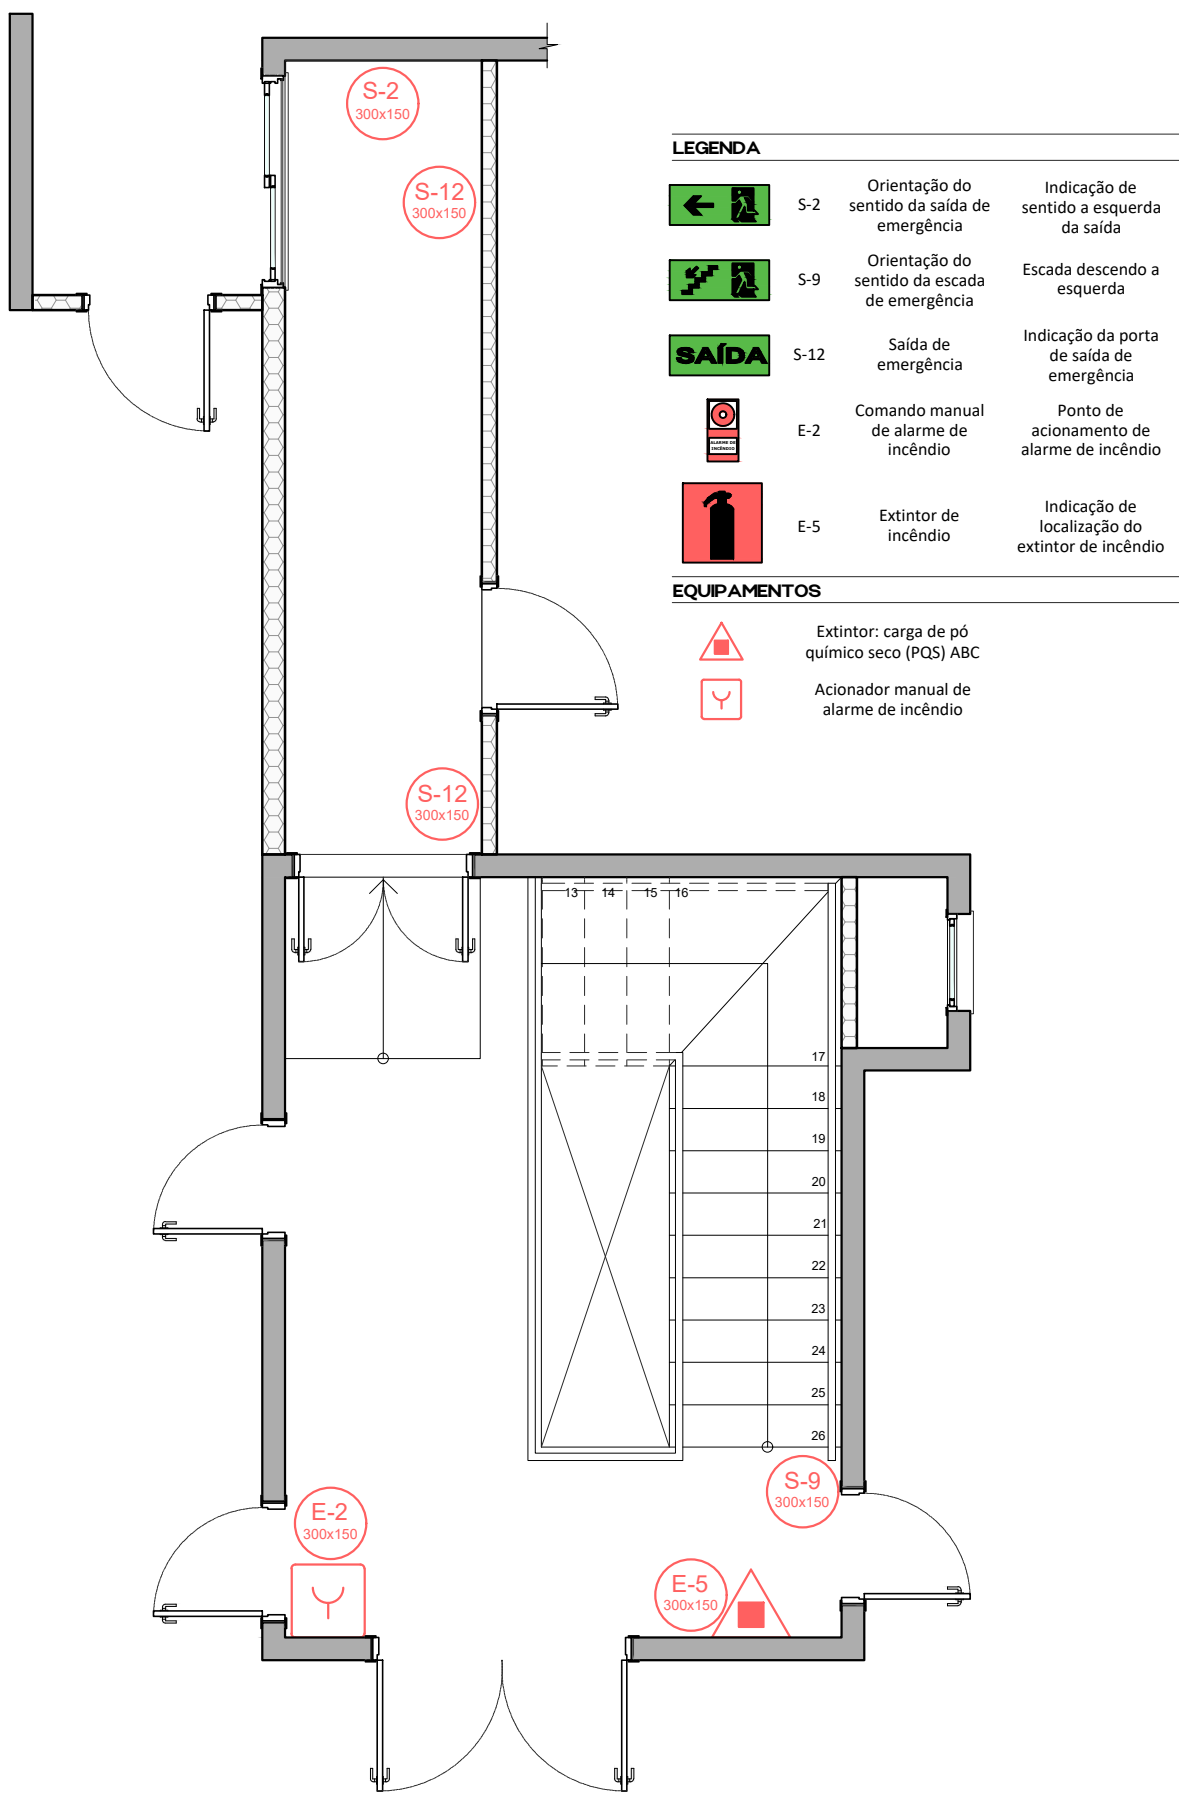 S-2
300x150
S-12
300x150
LEGENDA
S-2
Orientação do
sentido da saída de
emergência
Indicação de
sentido a esquerda
da saída
S-9
Orientação do
sentido da escada
de emergência
Escada descendo a
esquerda
SAÍDA
S-12
Saída de
emergência
Indicação da porta
de saída de
emergência
ALARME DE
INCÊNDIO
E-2
Comando manual
de alarme de
incêndio
Ponto de
acionamento de
alarme de incêndio
E-5
Extintor de
incêndio
Indicação de
localização do
extintor de incêndio
EQUIPAMENTOS
Extintor: carga de pó
químico seco (PQS) ABC
Acionador manual de
alarme de incêndio
S-12
300x150
13 14 15 16
17
18
19
20
21
22
23
24
25
26
S-9
300x150
E-2
300x150
E-5
300x150